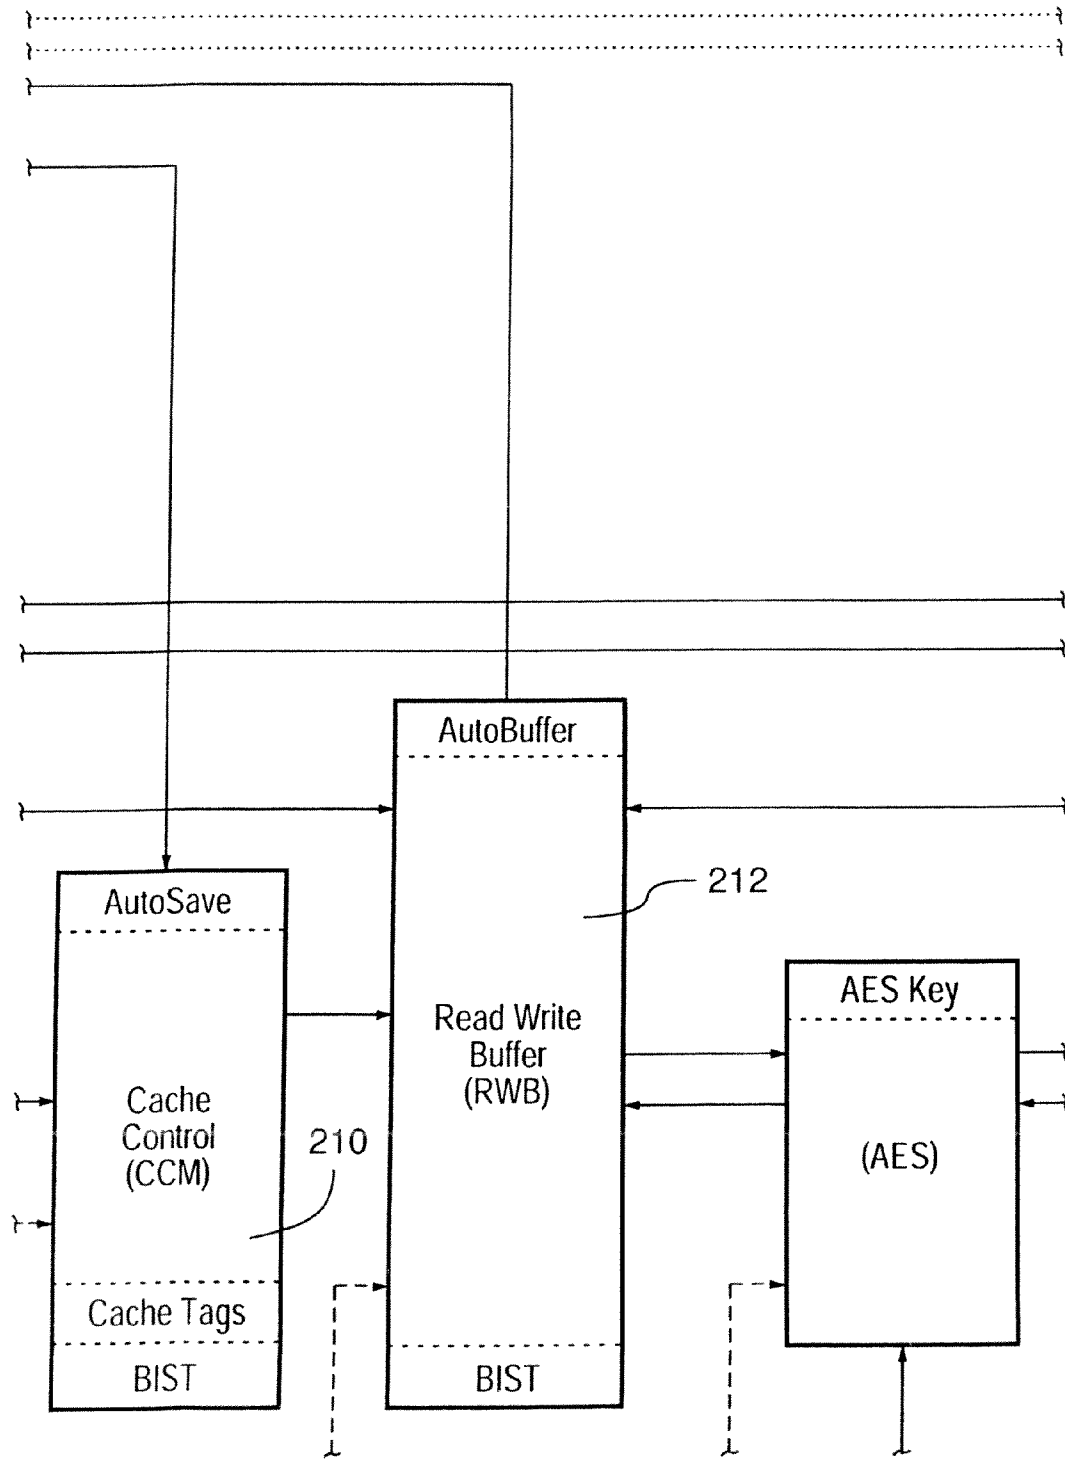 AutoBuffer
212
AutoSave
AES Key
Read Write
Buffer
(RWB)
Cache
Control
(CCM)
210
(AES)
Cache Tags
BIST
BIST